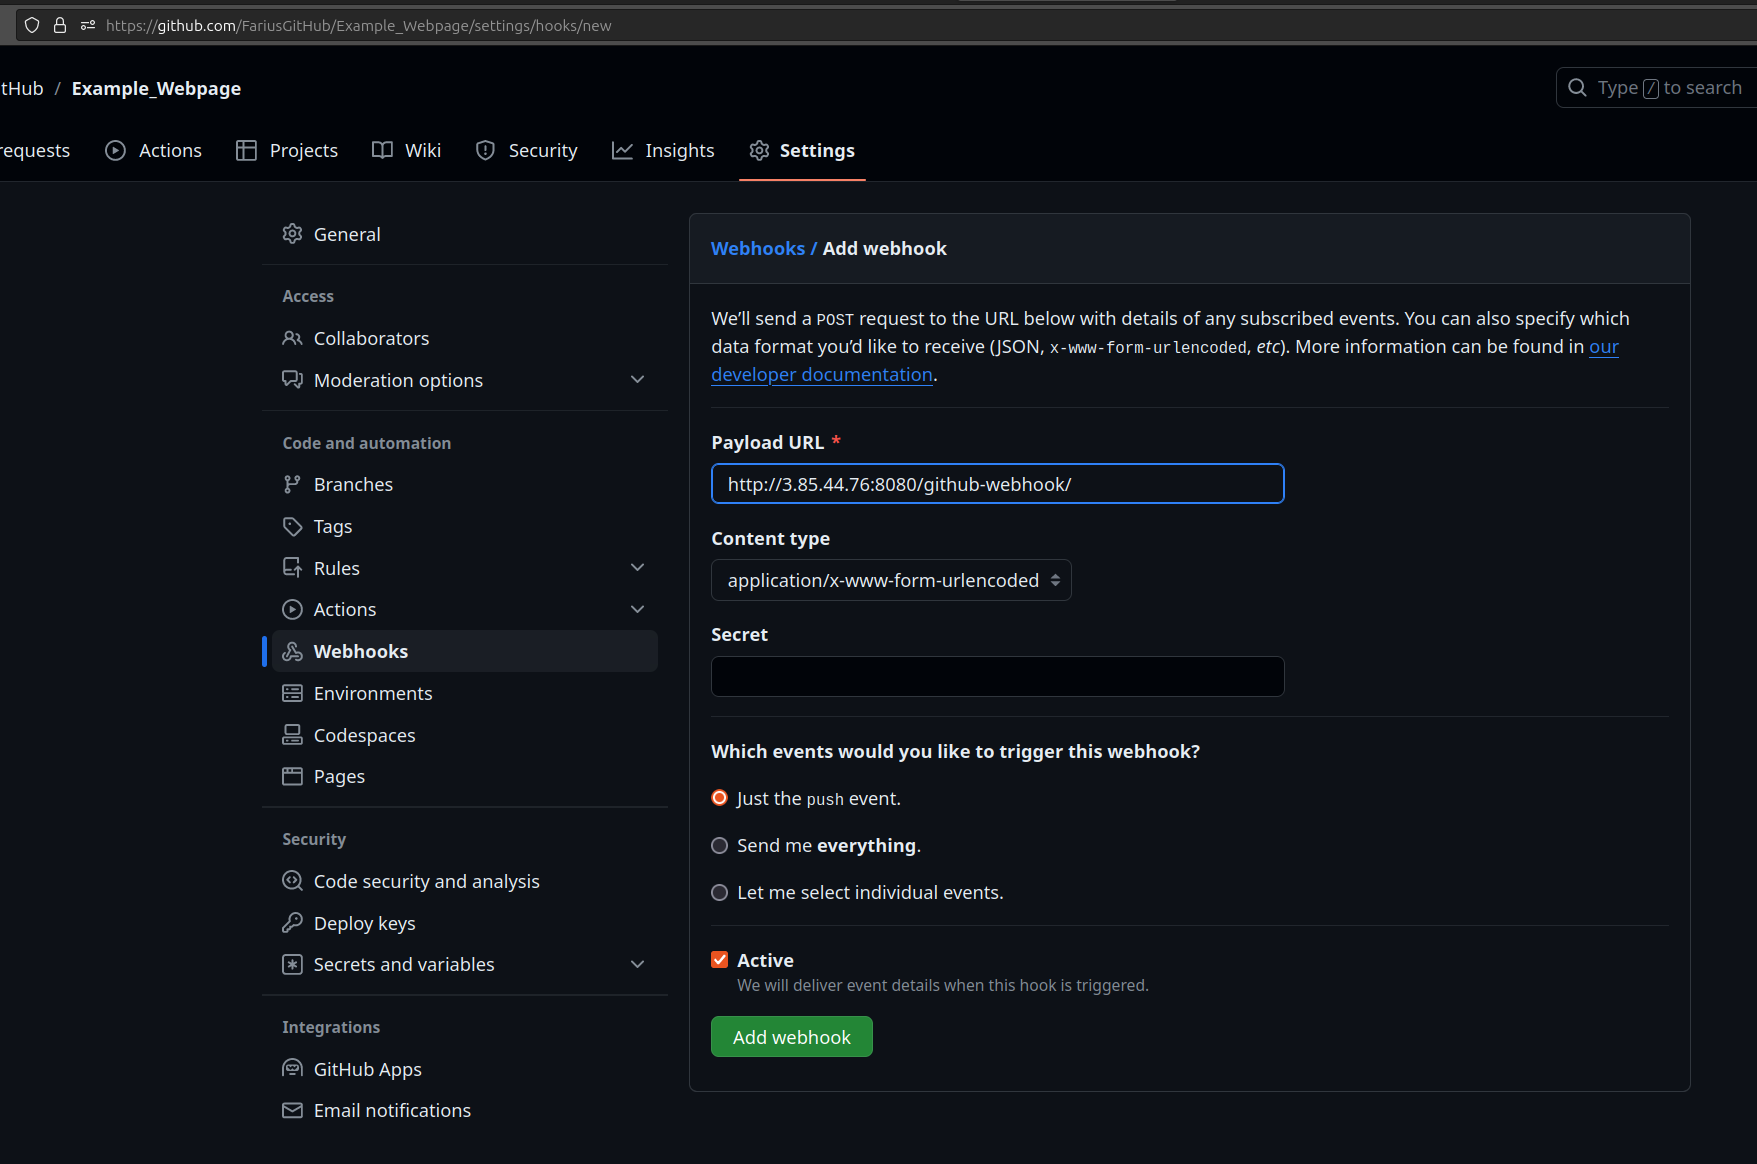 https://github.com/FariusGitHub/Example_Webpage/settings/hooks/new
tHub / Example_Webpage
Type / to search
requests Actions Projects Wiki Security Insights Settings
General
Access
Collaborators
Moderation options
Code and automation
Branches
Tags
Rules
Actions
Webhooks
Environments
Codespaces
Pages
Security
Code security and analysis
Deploy keys
Secrets and variables
Integrations
GitHub Apps
Email notifications
Webhooks / Add webhook
We’ll send a POST request to the URL below with details of any subscribed events. You can also specify which
data format you’d like to receive (JSON, x-www-form-urlencoded, etc). More information can be found in our
developer documentation.
Payload URL *
http://3.85.44.76:8080/github-webhook/
Content type
application/x-www-form-urlencoded
Secret
Which events would you like to trigger this webhook?
Just the push event.
Send me everything.
Let me select individual events.
Active
We will deliver event details when this hook is triggered.
Add webhook